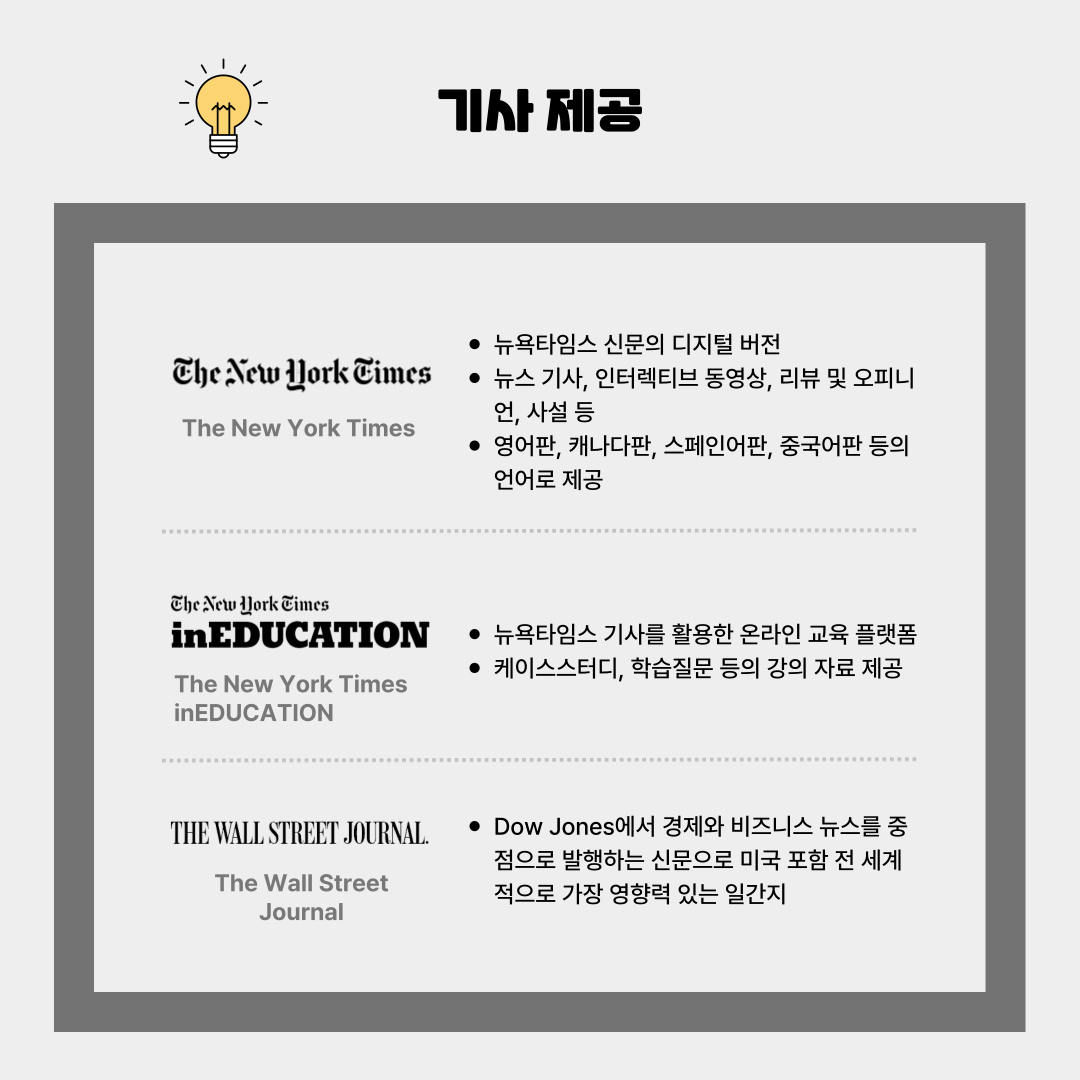 기사 제공
The New York Times
The New York Times
뉴욕타임스 신문의 디지털 버전
뉴스 기사, 인터렉티브 동영상, 리뷰 및 오피니
언, 사설 등
영어판, 캐나다판, 스페인어판, 중국어판 등의
언어로 제공
The New York Times
inEDUCATION
The New York Times
inEDUCATION
뉴욕타임스 기사를 활용한 온라인 교육 플랫폼
케이스스터디, 학습질문 등의 강의 자료 제공
THE WALL STREET JOURNAL.
The Wall Street
Journal
Dow Jones에서 경제와 비즈니스 뉴스를 중
점으로 발행하는 신문으로 미국 포함 전 세계
적으로 가장 영향력 있는 일간지